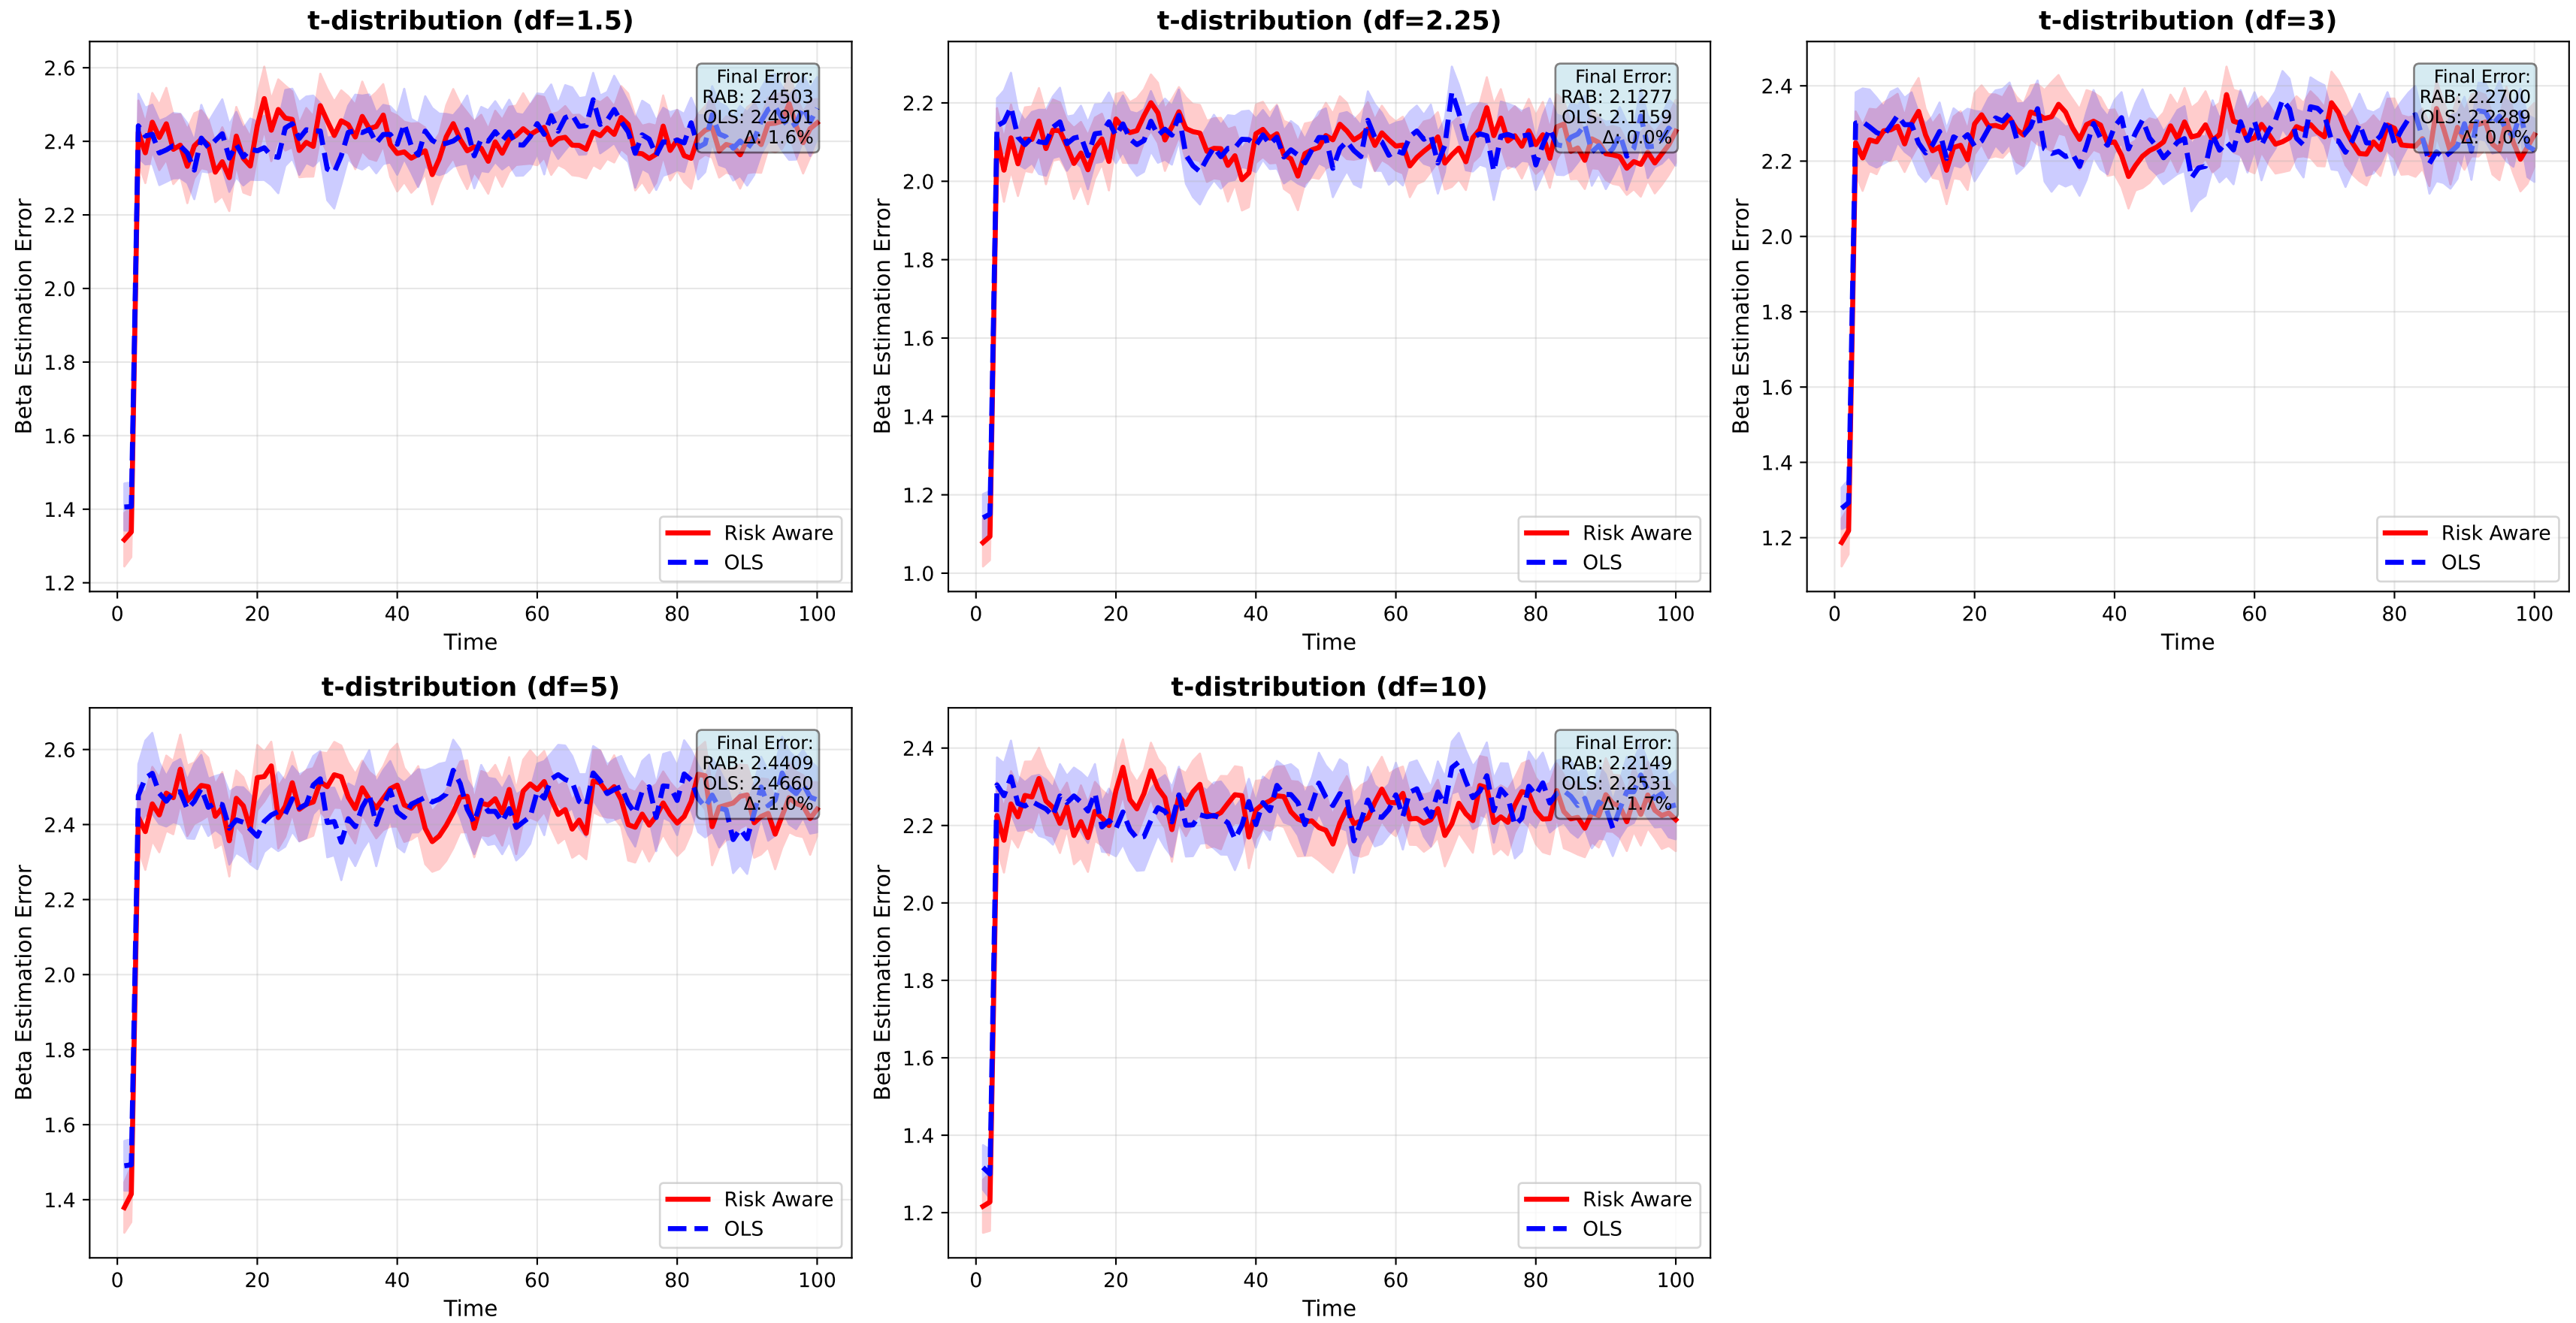 t-distribution (df=1.5)
Beta Estimation Error
2.6
2.4
2.2
2.0
1.8
1.6
1.4
1.2
Final Error:
RAB: 2.4503
OLS: 2.4901
Δ: 1.6%
Risk Aware
OLS
0 20 40 60 80 100
Time
t-distribution (df=2.25)
Beta Estimation Error
2.2
2.0
1.8
1.6
1.4
1.2
1.0
Final Error:
RAB: 2.1277
OLS: 2.1159
Δ: 0.0%
Risk Aware
OLS
0 20 40 60 80 100
Time
t-distribution (df=3)
Beta Estimation Error
2.4
2.2
2.0
1.8
1.6
1.4
1.2
Final Error:
RAB: 2.2700
OLS: 2.2289
Δ: 0.0%
Risk Aware
OLS
0 20 40 60 80 100
Time
t-distribution (df=5)
Beta Estimation Error
2.6
2.4
2.2
2.0
1.8
1.6
1.4
Final Error:
RAB: 2.4409
OLS: 2.4660
Δ: 1.0%
Risk Aware
OLS
0 20 40 60 80 100
Time
t-distribution (df=10)
Beta Estimation Error
2.4
2.2
2.0
1.8
1.6
1.4
1.2
Final Error:
RAB: 2.2149
OLS: 2.2531
Δ: 1.7%
Risk Aware
OLS
0 20 40 60 80 100
Time